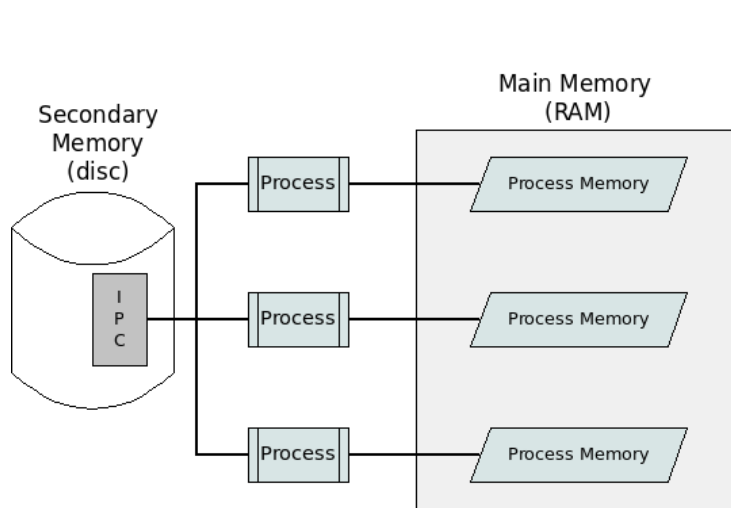 Main Memory
(RAM)
Secondary
Memory
(disc)
Process
Process Memory
I
P
C
Process
Process Memory
Process
Process Memory